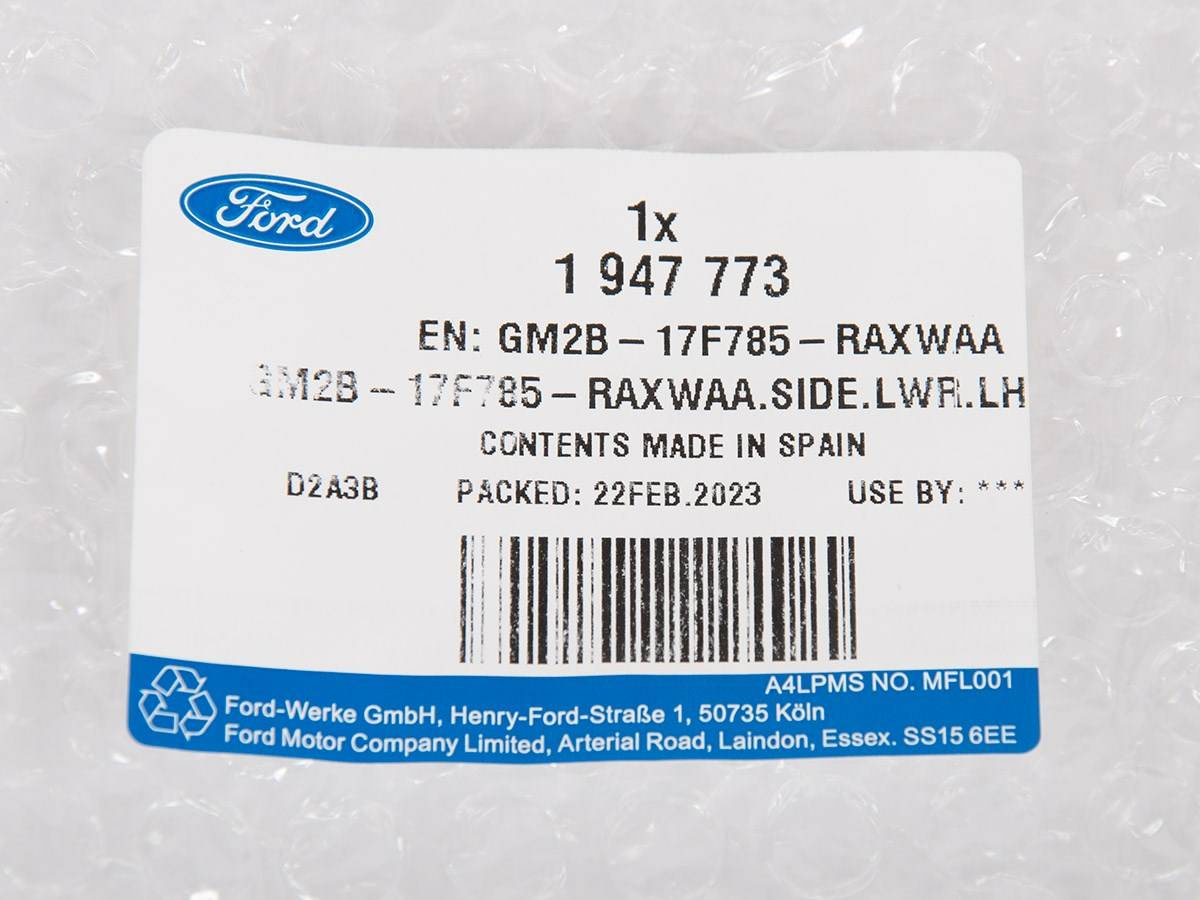 Ford
1x
1 947 773
EN: GM2B – 17F785 – RAXWAA
GM2B – 17F785 – RAXWAA.SIDE.LWR.LH
CONTENTS MADE IN SPAIN
D2A3B PACKED: 22FEB.2023 USE BY: ***
A4LPMS NO. MFL001
Ford-Werke GmbH, Henry-Ford-Straße 1, 50735 Köln
Ford Motor Company Limited, Arterial Road, Laindon, Essex. SS15 6EE